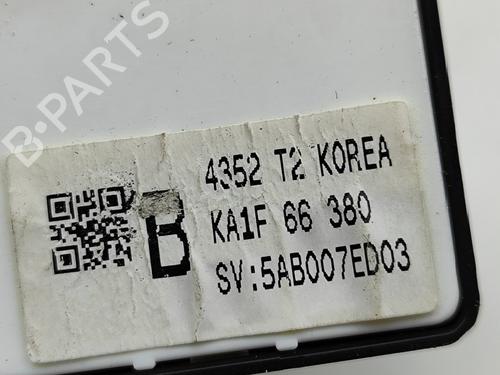 B-PARTS
4352 T2 KOREA
B
KA1F 66 380
SV:5AB007ED03